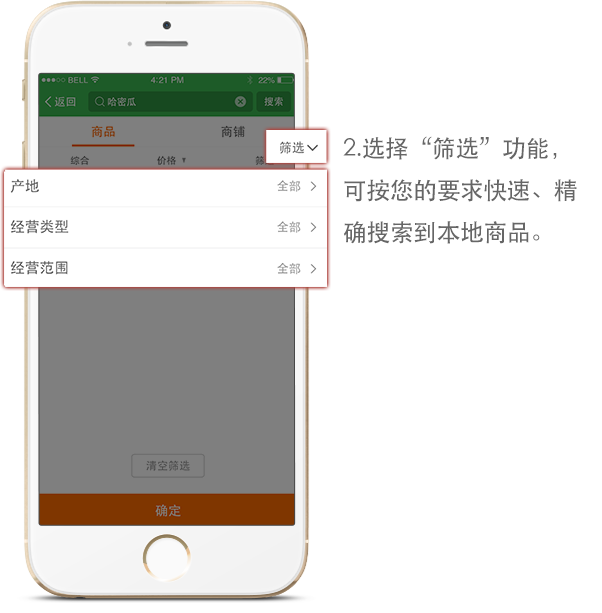 BELL 4:21 PM 22%
返回 哈密瓜 搜索
商品 商铺
筛选
综合 价格
产地 全部
经营类型 全部
经营范围 全部
清空筛选
确定
2.选择“筛选”功能，
可按您的要求快速、精
确搜索到本地商品。